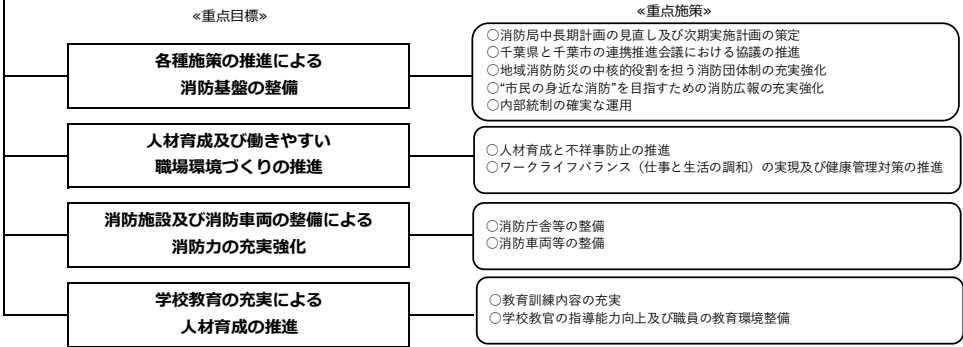 ≪重点目標≫
≪重点施策≫
各種施策の推進による
消防基盤の整備
○消防局中長期計画の見直し及び次期実施計画の策定
○千葉県と千葉市の連携推進会議における協議の推進
○地域消防防災の中核的役割を担う消防団体制の充実強化
○“市民の身近な消防”を目指すための消防広報の充実強化
○内部統制の確実な運用
人材育成及び働きやすい
職場環境づくりの推進
○人材育成と不祥事防止の推進
○ワークライフバランス（仕事と生活の調和）の実現及び健康管理対策の推進
消防施設及び消防車両の整備による
消防力の充実強化
○消防庁舎等の整備
○消防車両等の整備
学校教育の充実による
人材育成の推進
○教育訓練内容の充実
○学校教官の指導能力向上及び職員の教育環境整備